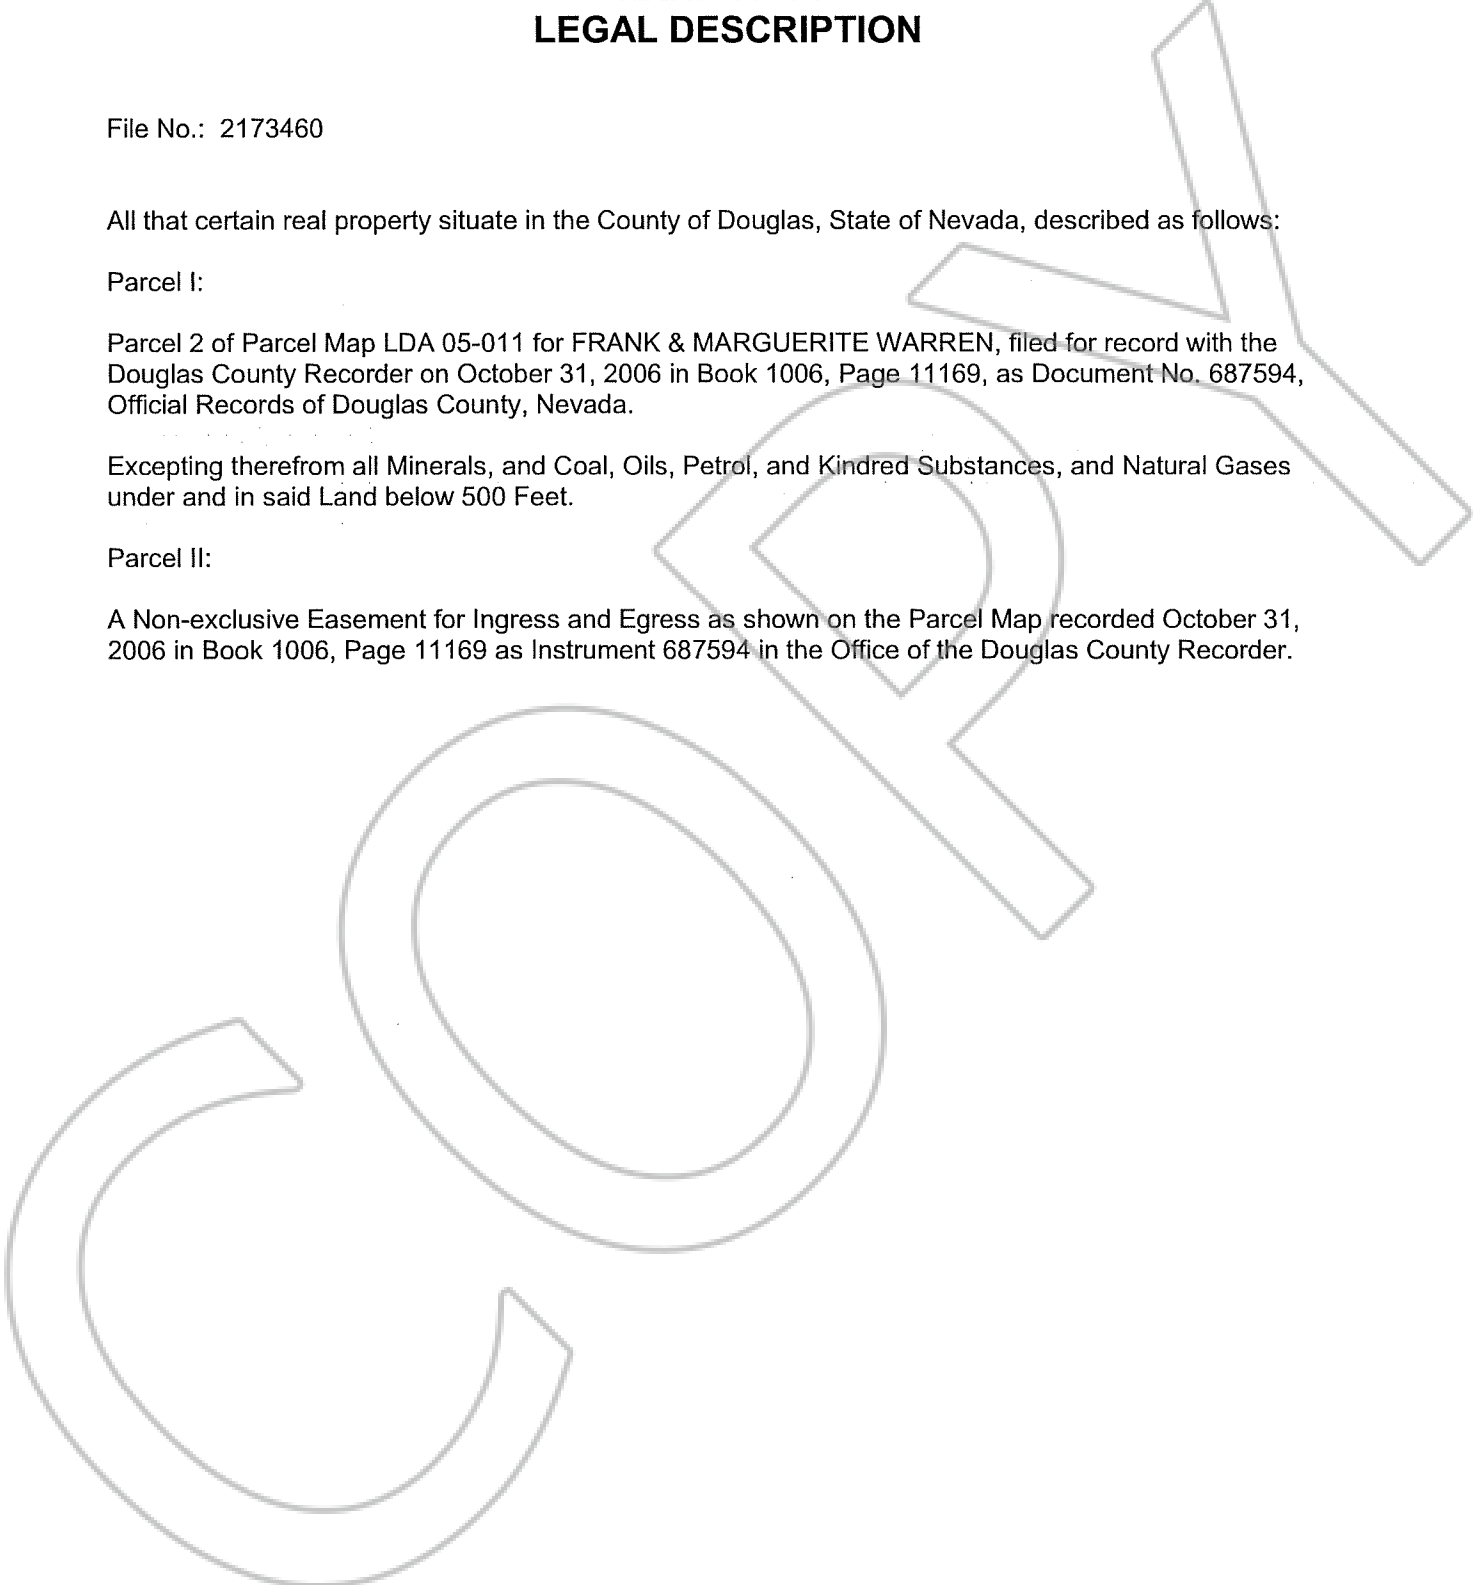 LEGAL DESCRIPTION
File No.: 2173460
All that certain real property situate in the County of Douglas, State of Nevada, described as follows:
Parcel I:
Parcel 2 of Parcel Map LDA 05-011 for FRANK & MARGUERITE WARREN, filed for record with the
Douglas County Recorder on October 31, 2006 in Book 1006, Page 11169, as Document No. 687594,
Official Records of Douglas County, Nevada.
Excepting therefrom all Minerals, and Coal, Oils, Petrol, and Kindred Substances, and Natural Gases
under and in said Land below 500 Feet.
Parcel II:
A Non-exclusive Easement for Ingress and Egress as shown on the Parcel Map recorded October 31,
2006 in Book 1006, Page 11169 as Instrument 687594 in the Office of the Douglas County Recorder.
COPY